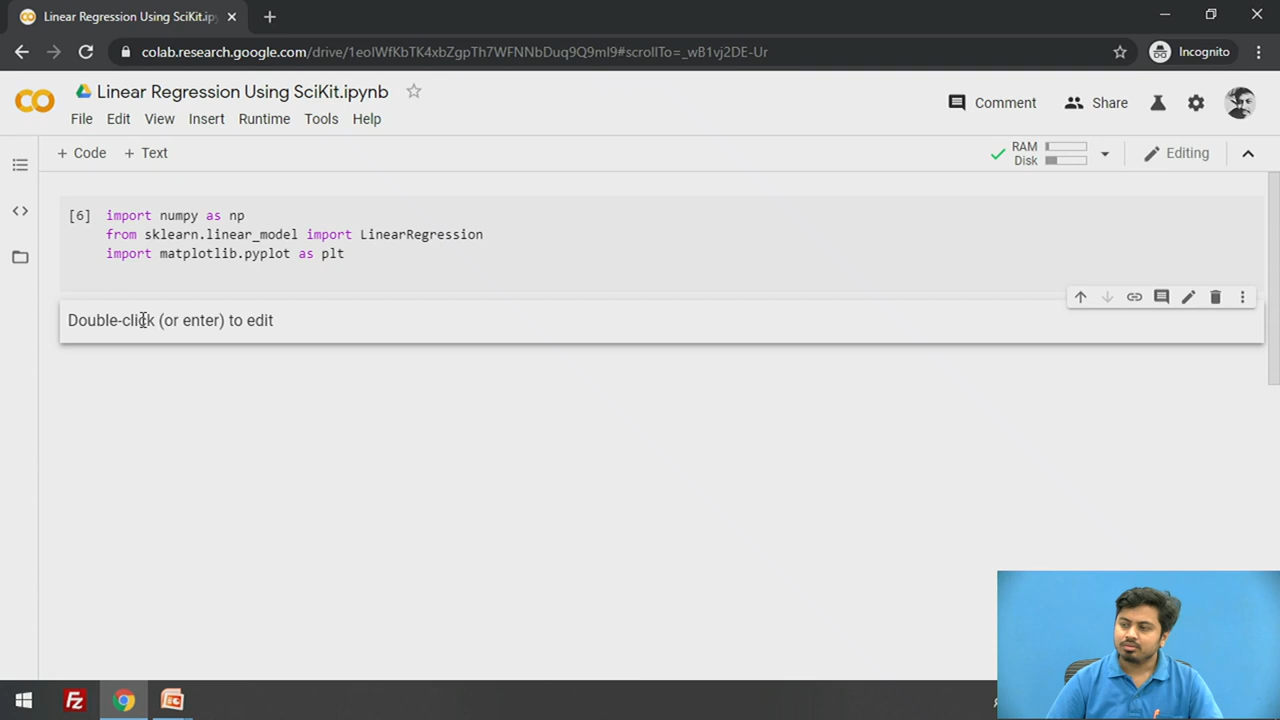 Linear Regression Using SciKit.ipy
colab.research.google.com/drive/1eolWfKbTK4xbZgpTh7WFNNbDuq9Q9ml9#scrollTo=_wB1vj2DE-Ur
Incognito
Linear Regression Using SciKit.ipynb
File Edit View Insert Runtime Tools Help
Comment Share
+ Code + Text
RAM
Disk
Editing
[6] import numpy as np
from sklearn.linear_model import LinearRegression
import matplotlib.pyplot as plt
Double-click (or enter) to edit